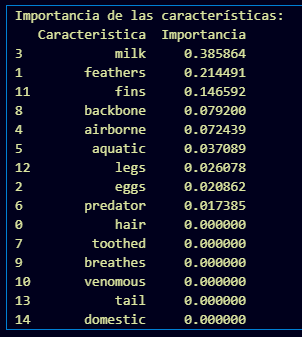 Importancia de las características:
Caracteristica Importancia
3 milk 0.385864
1 feathers 0.214491
11 fins 0.146592
8 backbone 0.079200
4 airborne 0.072439
5 aquatic 0.037089
12 legs 0.026078
2 eggs 0.020862
6 predator 0.017385
0 hair 0.000000
7 toothed 0.000000
9 breathes 0.000000
10 venomous 0.000000
13 tail 0.000000
14 domestic 0.000000